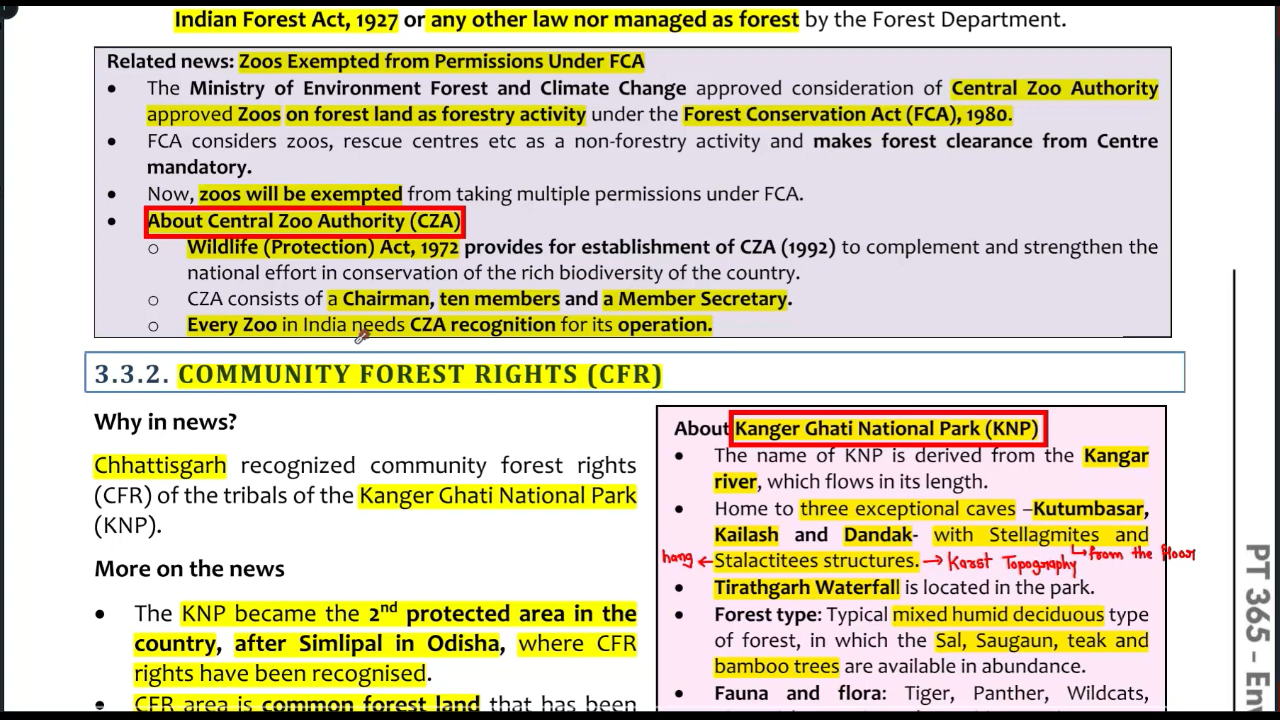 Indian Forest Act, 1927 or any other law nor managed as forest by the Forest Department.
Related news: Zoos Exempted from Permissions Under FCA
• The Ministry of Environment Forest and Climate Change approved consideration of Central Zoo Authority
approved Zoos on forest land as forestry activity under the Forest Conservation Act (FCA), 1980.
• FCA considers zoos, rescue centres etc as a non-forestry activity and makes forest clearance from Centre
mandatory.
• Now, zoos will be exempted from taking multiple permissions under FCA.
• About Central Zoo Authority (CZA)
o Wildlife (Protection) Act, 1972 provides for establishment of CZA (1992) to complement and strengthen the
national effort in conservation of the rich biodiversity of the country.
o CZA consists of a Chairman, ten members and a Member Secretary.
o Every Zoo in India needs CZA recognition for its operation.
3.3.2. COMMUNITY FOREST RIGHTS (CFR)
Why in news?
Chhattisgarh recognized community forest rights
(CFR) of the tribals of the Kanger Ghati National Park
(KNP).
More on the news
• The KNP became the 2nd protected area in the
country, after Simlipal in Odisha, where CFR
rights have been recognised.
• CFR area is common forest land that has been
About Kanger Ghati National Park (KNP)
• The name of KNP is derived from the Kangar
river, which flows in its length.
• Home to three exceptional caves –Kutumbasar,
Kailash and Dandak- with Stellagmites and
from the floor
hang ← Stalactitees structures. → Karst Topography
• Tirathgarh Waterfall is located in the park.
• Forest type: Typical mixed humid deciduous type
of forest, in which the Sal, Saugaun, teak and
bamboo trees are available in abundance.
• Fauna and flora: Tiger, Panther, Wildcats,
PT 365 – Env